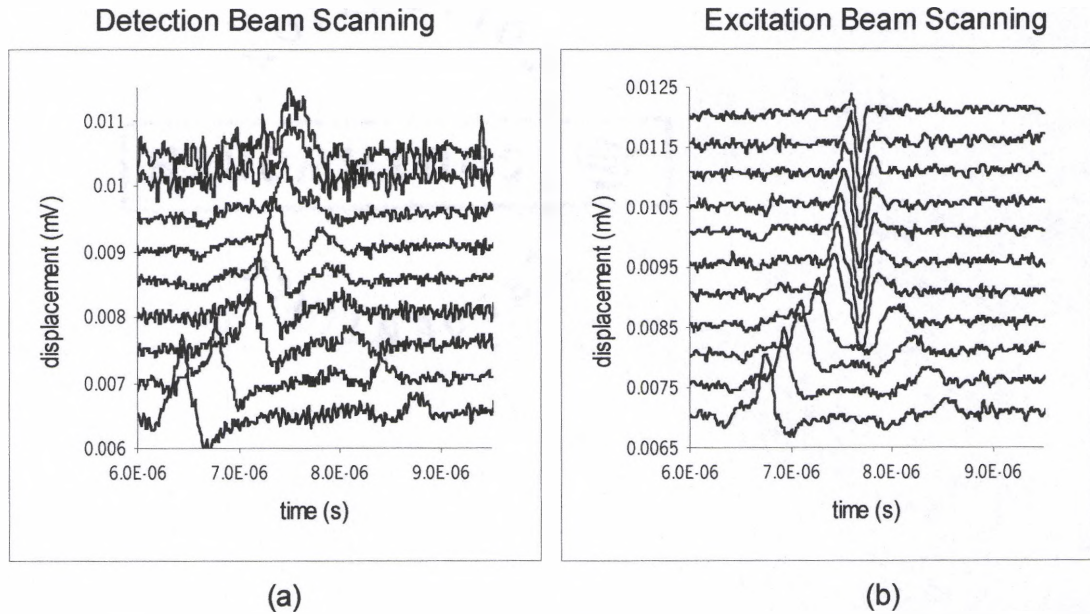 Detection Beam Scanning
Excitation Beam Scanning
displacement (mV)
0.011
0.01
0.009
0.008
0.007
0.006
6.0E-06
7.0E-06
8.0E-06
9.0E-06
time (s)
displacement (mV)
0.0125
0.0115
0.0105
0.0095
0.0085
0.0075
0.0065
6.0E-06
7.0E-06
8.0E-06
9.0E-06
time (s)
(a)
(b)